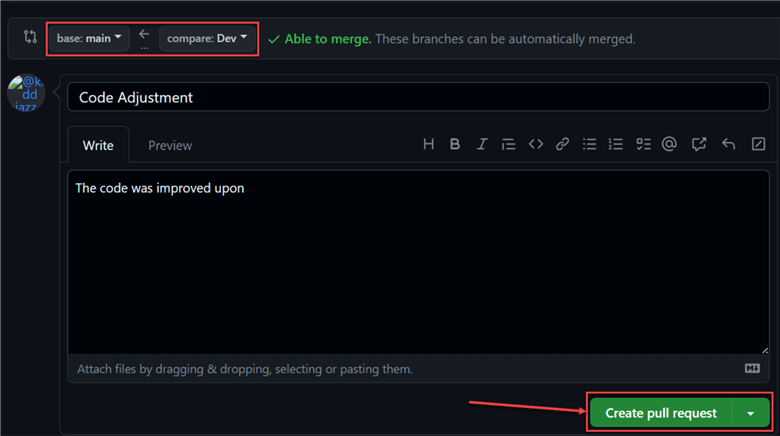 base: main compare: Dev Able to merge. These branches can be automatically merged.
...
@k
dd
jazz
Code Adjustment
Write Preview
The code was improved upon
Attach files by dragging & dropping, selecting or pasting them.
Create pull request